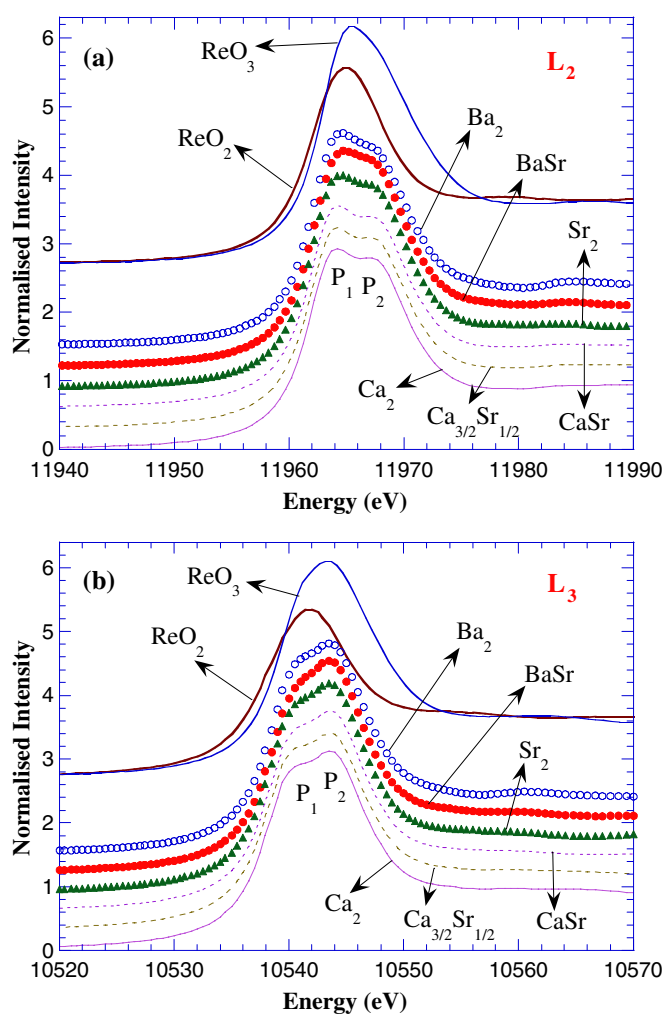 (a)
L2
ReO3
ReO2
Ba2
BaSr
Sr2
P1 P2
Ca2
Ca3/2Sr1/2
CaSr
Normalised Intensity
0
1
2
3
4
5
6
11940 11950 11960 11970 11980 11990
Energy (eV)
(b)
L3
ReO3
ReO2
Ba2
BaSr
Sr2
P1 P2
Ca2
Ca3/2Sr1/2
CaSr
Normalised Intensity
0
1
2
3
4
5
6
10520 10530 10540 10550 10560 10570
Energy (eV)